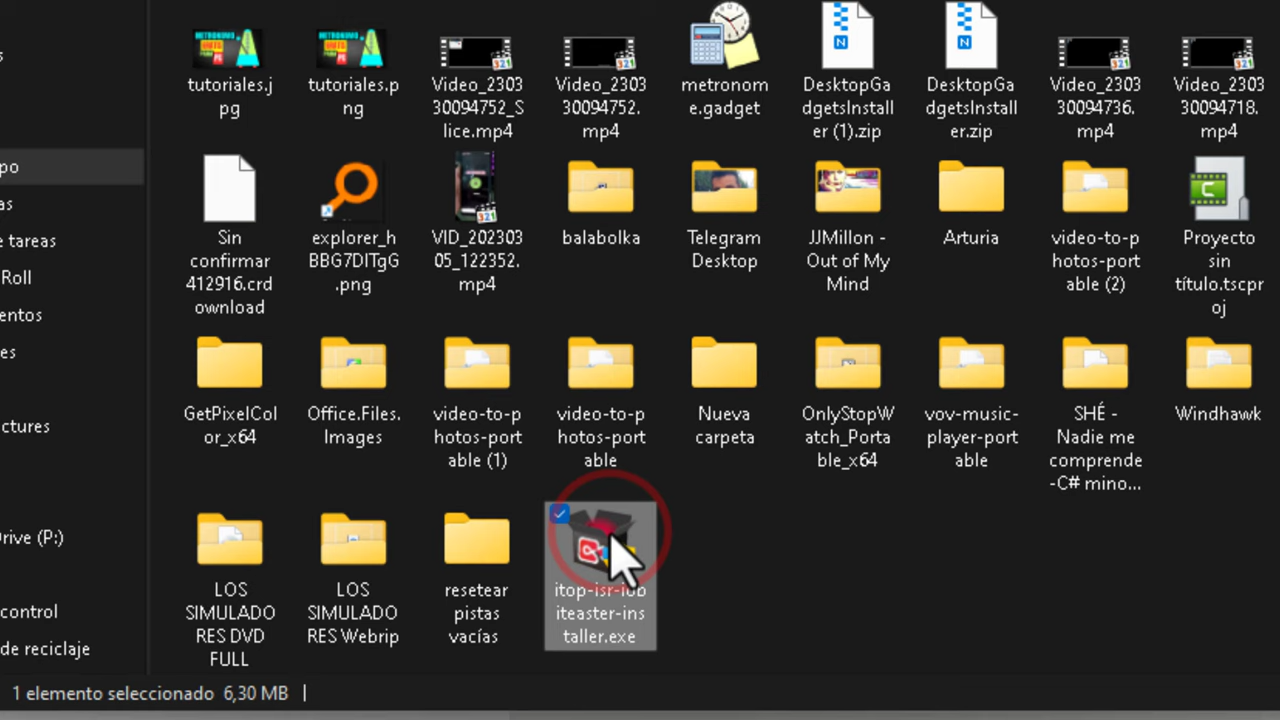 s
po
as
e tareas
Roll
entos
es
ctures
Drive (P:)
control
de reciclaje
tutoriales.j
pg
tutoriales.p
ng
Video_2303
30094752_S
lice.mp4
Video_2303
30094752.
mp4
metronom
e.gadget
DesktopGa
dgetsInstall
er (1).zip
DesktopGa
dgetsInstall
er.zip
Video_2303
30094736.
mp4
Video_2303
30094718.
mp4
Sin
confirmar
412916.crd
ownload
explorer_h
BBG7DITgG
.png
VID_202303
05_122352.
mp4
balabolka
Telegram
Desktop
JJMillon -
Out of My
Mind
Arturia
video-to-p
hotos-port
able (2)
Proyecto
sin
título.tscpr
oj
GetPixelCol
or_x64
Office.Files.
Images
video-to-p
hotos-port
able (1)
video-to-p
hotos-port
able
Nueva
carpeta
OnlyStopW
atch_Porta
ble_x64
vov-music-
player-port
able
SHÉ -
Nadie me
comprende
-C# mino...
Windhawk
LOS
SIMULADO
RES DVD
FULL
LOS
SIMULADO
RES Webrip
resetear
pistas
vacías
itop-isr-iob
iteaster-ins
taller.exe
1 elemento seleccionado 6,30 MB